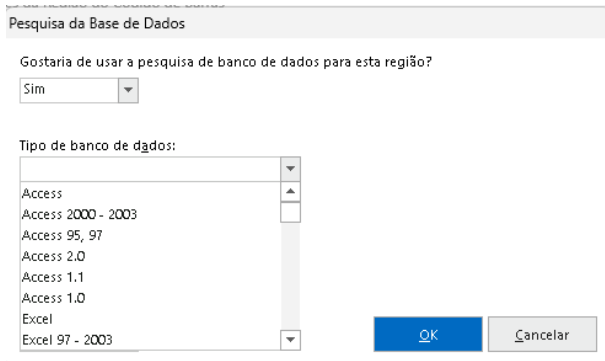 Pesquisa da Base de Dados
Gostaria de usar a pesquisa de banco de dados para esta região?
Sim
Tipo de banco de dados:
Access
Access 2000 - 2003
Access 95, 97
Access 2.0
Access 1.1
Access 1.0
Excel
Excel 97 - 2003
OK
Cancelar